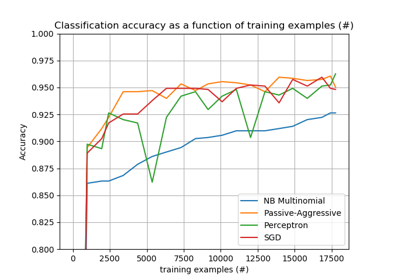 Classification accuracy as a function of training examples (#)
1.000
0.975
0.950
0.925
0.900
0.875
0.850
0.825
0.800
Accuracy
NB Multinomial
Passive-Aggressive
Perceptron
SGD
0 2500 5000 7500 10000 12500 15000 17500
training examples (#)